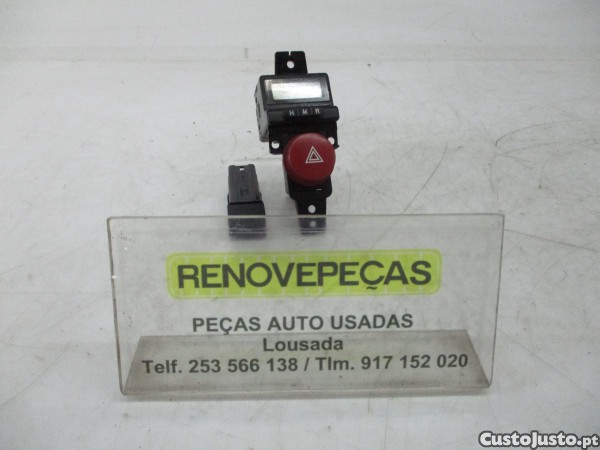 H M R
RENOVEPEÇAS
PEÇAS AUTO USADAS
Lousada
Telf. 253 566 138 / Tlm. 917 152 020
CustoJusto.pt